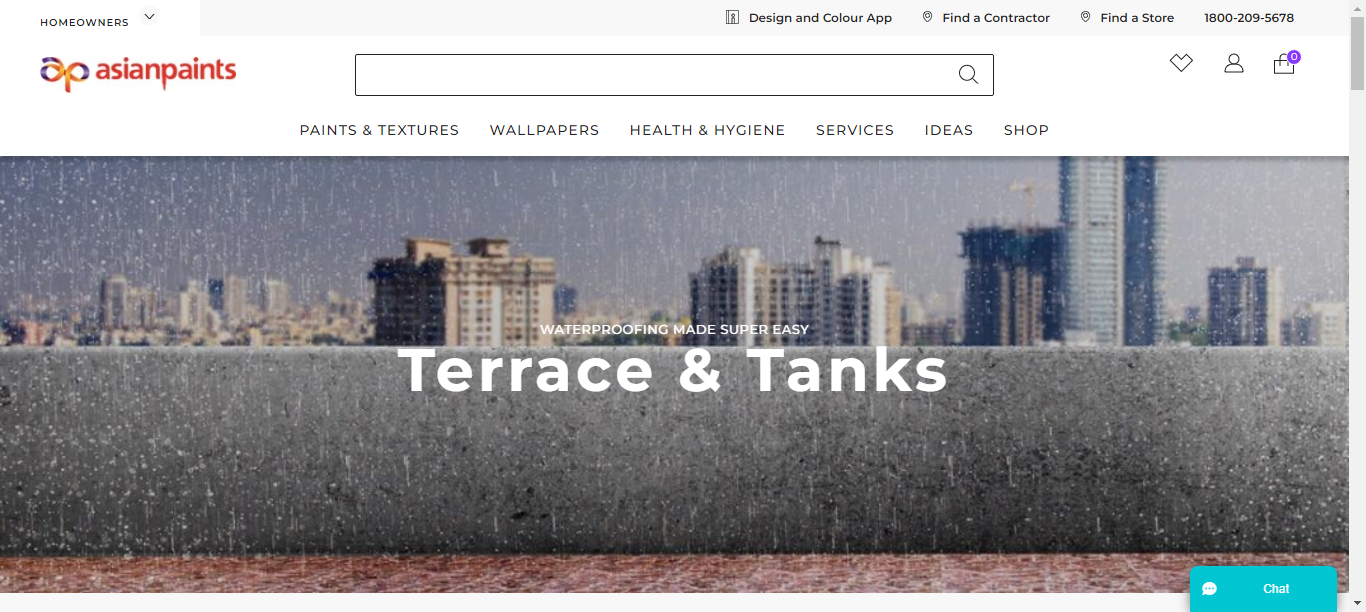 HOMEOWNERS
Design and Colour App
Find a Contractor
Find a Store
1800-209-5678
ap asianpaints
0
PAINTS & TEXTURES
WALLPAPERS
HEALTH & HYGIENE
SERVICES
IDEAS
SHOP
WATERPROOFING MADE SUPER EASY
Terrace & Tanks
Chat